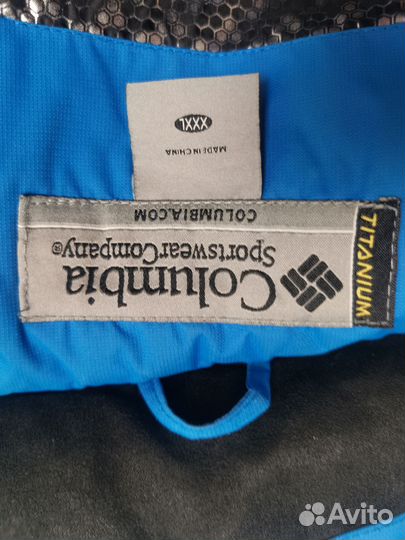 Columbia
Sportswear Company®
COLUMBIA.COM
TITANIUM
MADE IN CHINA
XXXL
Avito